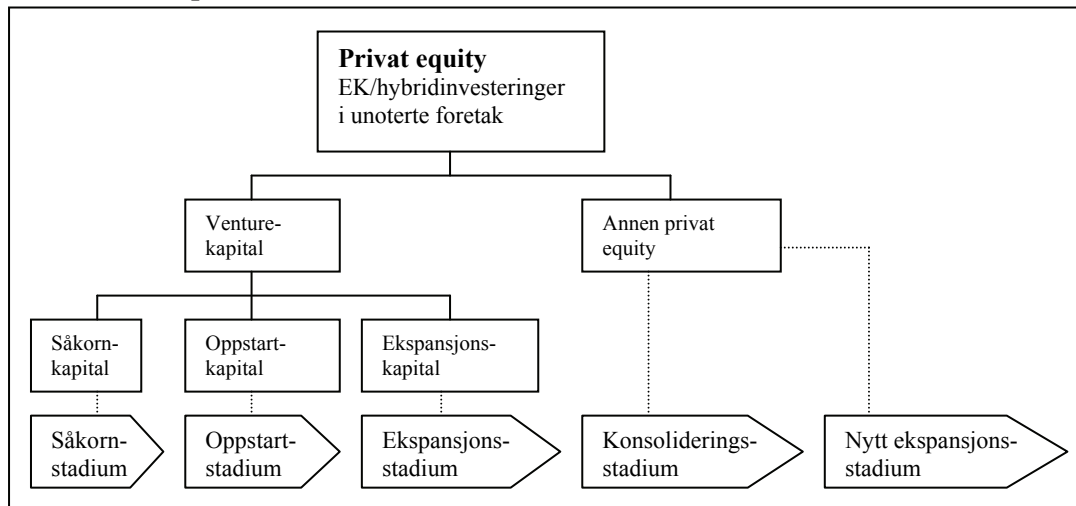 Privat equity
EK/hybridinvesteringer
i unoterte foretak
Venture-
kapital
Annen privat
equity
Såkorn-
kapital
Oppstart-
kapital
Ekspansjons-
kapital
Såkorn-
stadium
Oppstart-
stadium
Ekspansjons-
stadium
Konsoliderings-
stadium
Nytt ekspansjons-
stadium